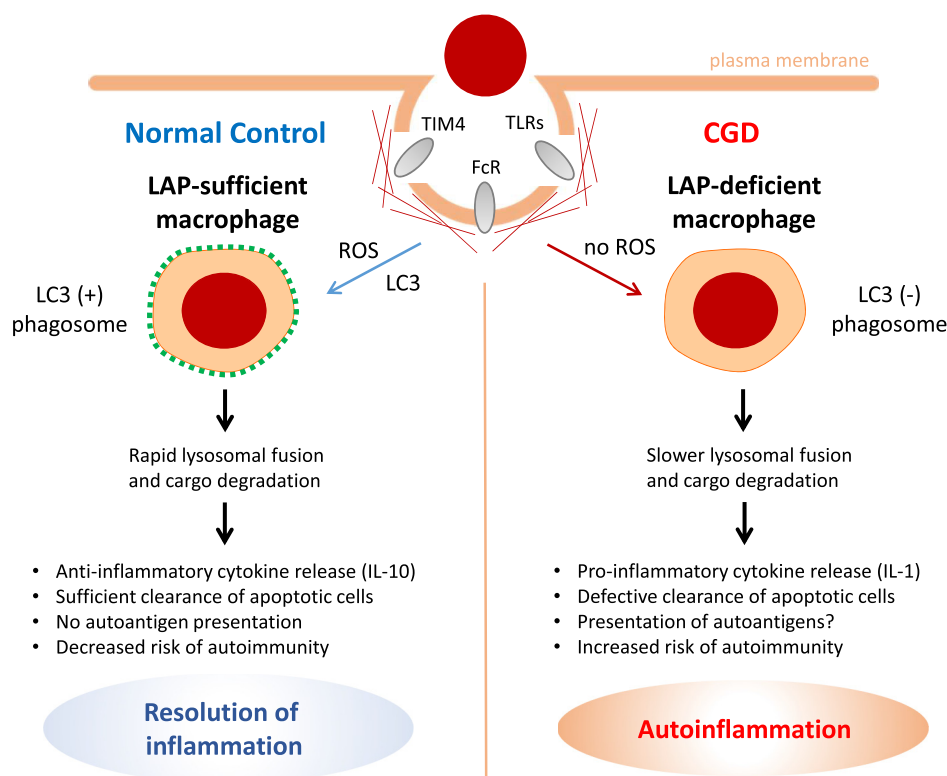 plasma membrane
TIM4
TLRs
FcR
Normal Control
CGD
LAP-sufficient
macrophage
LAP-deficient
macrophage
ROS
LC3
no ROS
LC3 (+)
phagosome
LC3 (-)
phagosome
Rapid lysosomal fusion
and cargo degradation
Slower lysosomal fusion
and cargo degradation
• Anti-inflammatory cytokine release (IL-10)
• Sufficient clearance of apoptotic cells
• No autoantigen presentation
• Decreased risk of autoimmunity
• Pro-inflammatory cytokine release (IL-1)
• Defective clearance of apoptotic cells
• Presentation of autoantigens?
• Increased risk of autoimmunity
Resolution of
inflammation
Autoinflammation